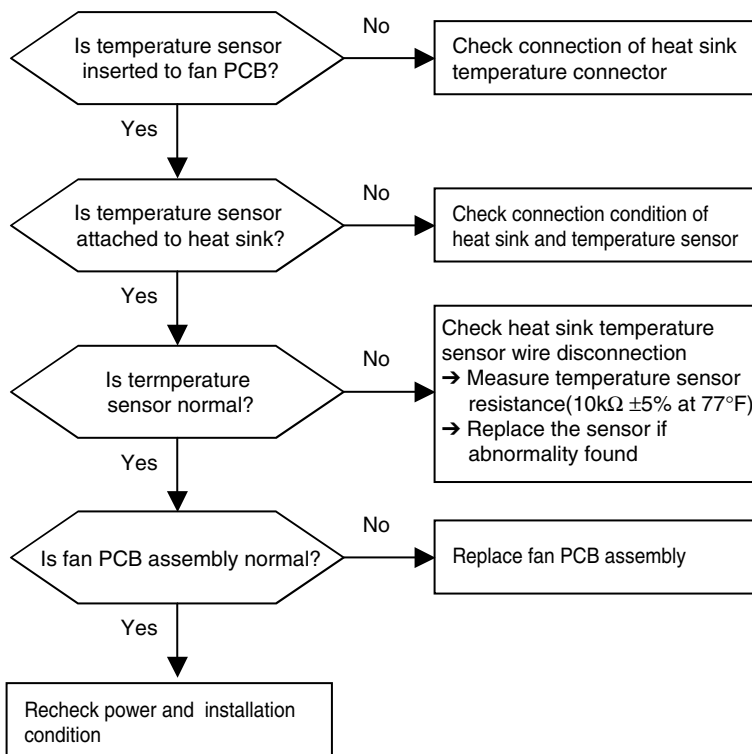 Is temperature sensor
inserted to fan PCB?
No
Check connection of heat sink
temperature connector
Yes
Is temperature sensor
attached to heat sink?
No
Check connection condition of
heat sink and temperature sensor
Yes
Is termperature
sensor normal?
No
Check heat sink temperature
sensor wire disconnection
➔ Measure temperature sensor
resistance(10kΩ ±5% at 77°F)
➔ Replace the sensor if
abnormality found
Yes
Is fan PCB assembly normal?
No
Replace fan PCB assembly
Yes
Recheck power and installation
condition